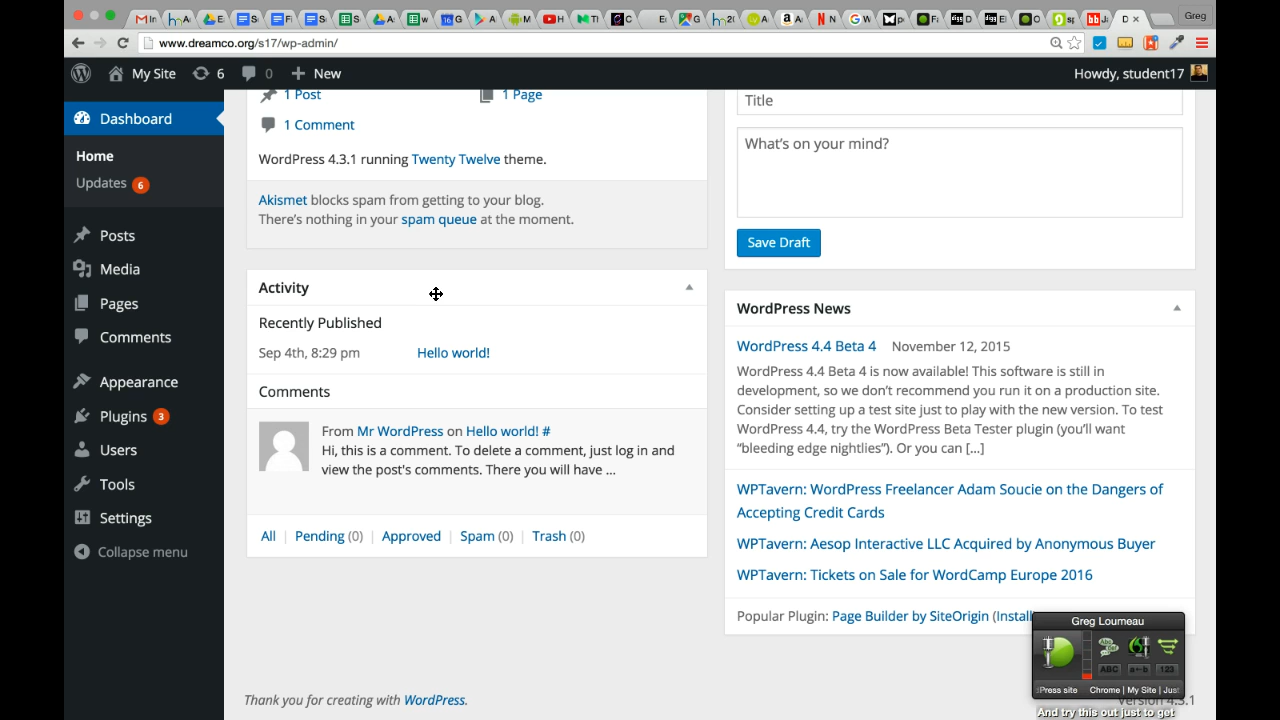 Greg
www.dreamco.org/s17/wp-admin/
My Site 6 0 New Howdy, student17
Dashboard
Home
Updates 6
Posts
Media
Pages
Comments
Appearance
Plugins 3
Users
Tools
Settings
Collapse menu
1 Post 1 Page
1 Comment
WordPress 4.3.1 running Twenty Twelve theme.
Akismet blocks spam from getting to your blog.
There's nothing in your spam queue at the moment.
Activity
Recently Published
Sep 4th, 8:29 pm Hello world!
Comments
From Mr WordPress on Hello world! #
Hi, this is a comment. To delete a comment, just log in and
view the post's comments. There you will have ...
All | Pending (0) | Approved | Spam (0) | Trash (0)
Title
What's on your mind?
Save Draft
WordPress News
WordPress 4.4 Beta 4 November 12, 2015
WordPress 4.4 Beta 4 is now available! This software is still in
development, so we don't recommend you run it on a production site.
Consider setting up a test site just to play with the new version. To test
WordPress 4.4, try the WordPress Beta Tester plugin (you'll want
"bleeding edge nightlies"). Or you can [...]
WPTavern: WordPress Freelancer Adam Soucie on the Dangers of
Accepting Credit Cards
WPTavern: Aesop Interactive LLC Acquired by Anonymous Buyer
WPTavern: Tickets on Sale for WordCamp Europe 2016
Popular Plugin: Page Builder by SiteOrigin (Install
Greg Loumeau
ABC a--b 123
Press site Chrome | My Site | Just
Thank you for creating with WordPress.
And try this out just to get